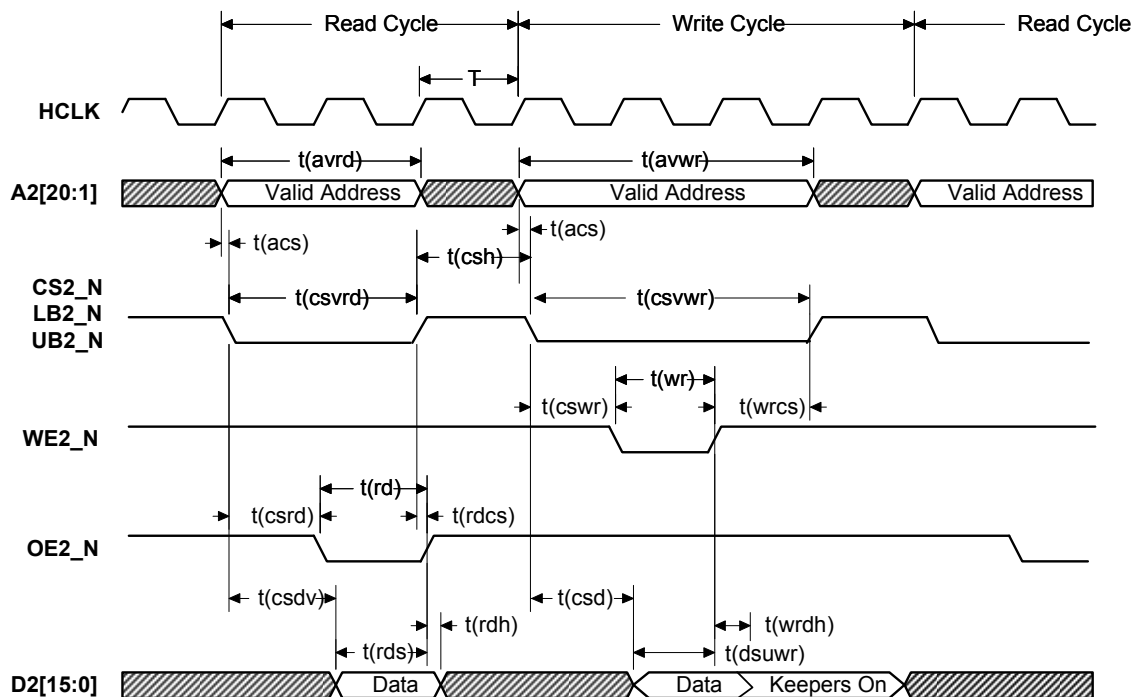 Read Cycle Write Cycle Read Cycle
T
HCLK
t(avrd) t(avwr)
A2[20:1] Valid Address Valid Address Valid Address
t(acs) t(acs)
t(csh)
CS2_N
LB2_N
UB2_N
t(csvrd) t(csvwr)
t(wr)
t(cswr) t(wrcs)
WE2_N
t(rd)
t(csrd) t(rdcs)
OE2_N
t(csdv) t(csd)
t(rdh) t(wrdh)
t(rds) t(dsuwr)
D2[15:0] Data Data Keepers On